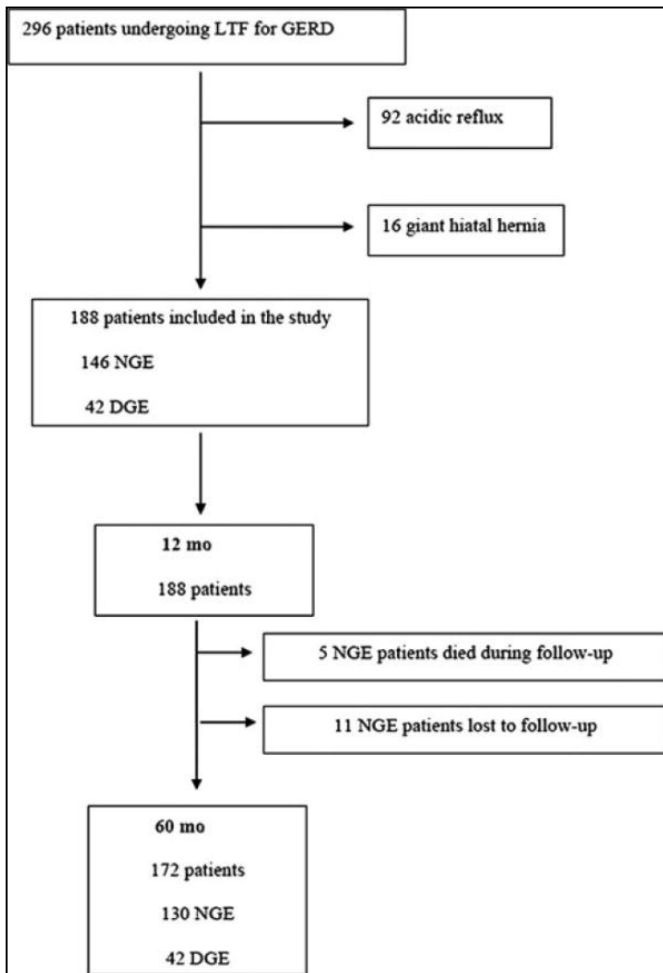 296 patients undergoing LTF for GERD
92 acidic reflux
16 giant hiatal hernia
188 patients included in the study
146 NGE
42 DGE
12 mo
188 patients
5 NGE patients died during follow-up
11 NGE patients lost to follow-up
60 mo
172 patients
130 NGE
42 DGE